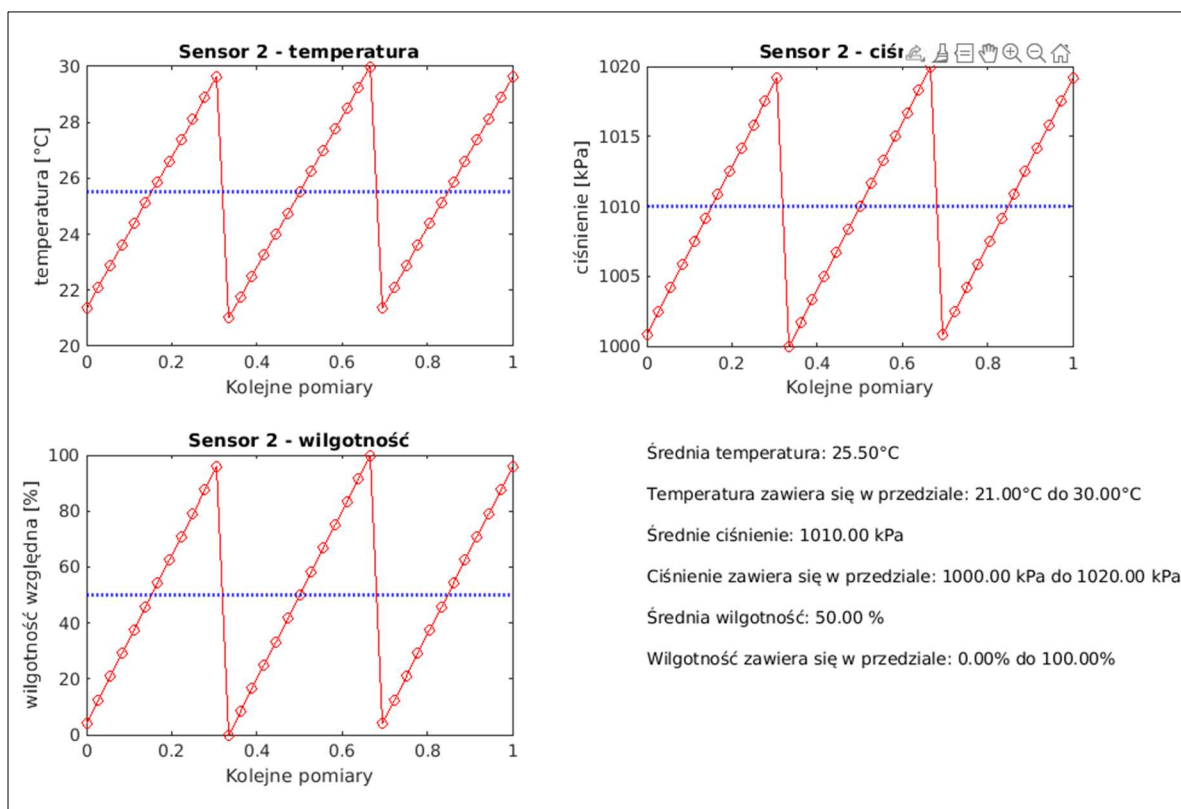 Sensor 2 - temperatura
30
28
26
24
22
20
temperatura [°C]
0 0.2 0.4 0.6 0.8 1
Kolejne pomiary
Sensor 2 -
1020
1015
1010
1005
1000
ciśnienie [kPa]
0 0.2 0.4 0.6 0.8 1
Kolejne pomiary
Sensor 2 - wilgotność
100
80
60
40
20
0
wilgotność względna [%]
0 0.2 0.4 0.6 0.8 1
Kolejne pomiary
Średnia temperatura: 25.50°C
Temperatura zawiera się w przedziale: 21.00°C do 30.00°C
Średnie ciśnienie: 1010.00 kPa
Ciśnienie zawiera się w przedziale: 1000.00 kPa do 1020.00 kPa
Średnia wilgotność: 50.00 %
Wilgotność zawiera się w przedziale: 0.00% do 100.00%